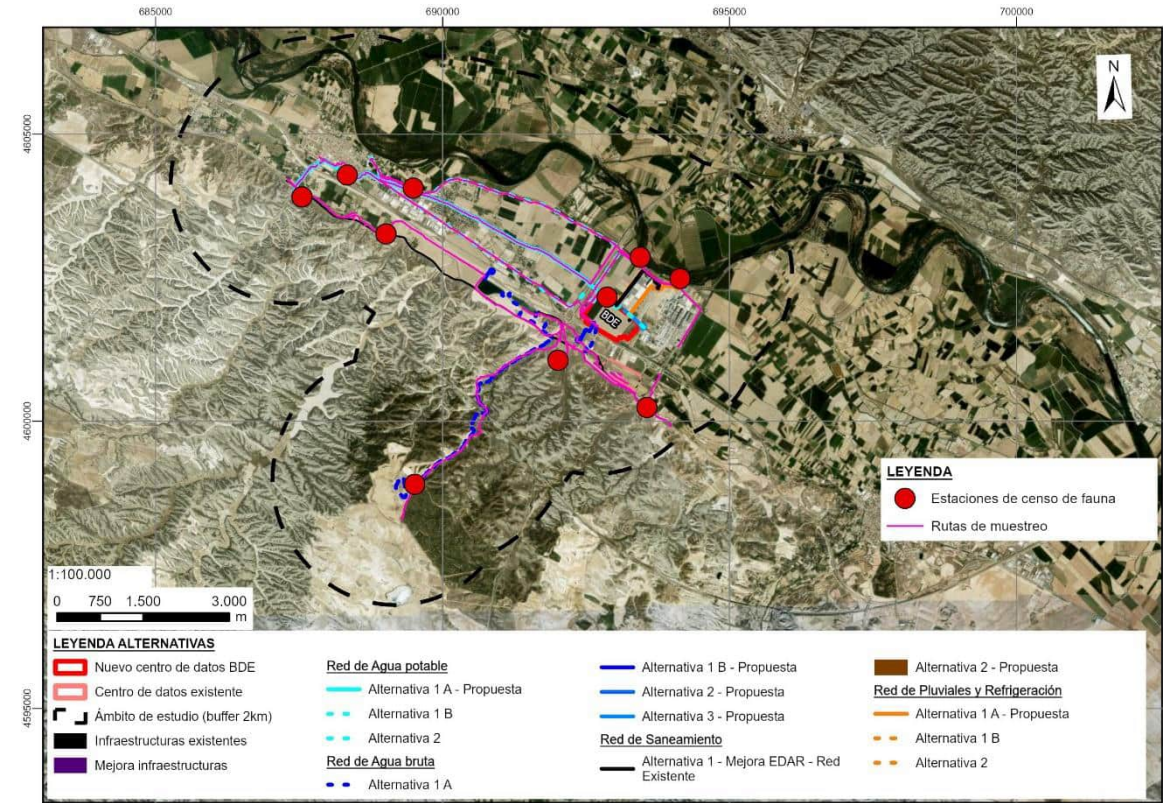 685000
690000
695000
700000
N
4605000
4600000
4595000
BDE
LEYENDA
Estaciones de censo de fauna
Rutas de muestreo
1:100.000
0 750 1.500 3.000
m
LEYENDA ALTERNATIVAS
Nuevo centro de datos BDE
Centro de datos existente
Ámbito de estudio (buffer 2km)
Infraestructuras existentes
Mejora infraestructuras
Red de Agua potable
Alternativa 1 A - Propuesta
Alternativa 1 B
Alternativa 2
Red de Agua bruta
Alternativa 1 A
Alternativa 1 B - Propuesta
Alternativa 2 - Propuesta
Alternativa 3 - Propuesta
Red de Saneamiento
Alternativa 1 - Mejora EDAR - Red
Existente
Alternativa 2 - Propuesta
Red de Pluviales y Refrigeración
Alternativa 1 A - Propuesta
Alternativa 1 B
Alternativa 2